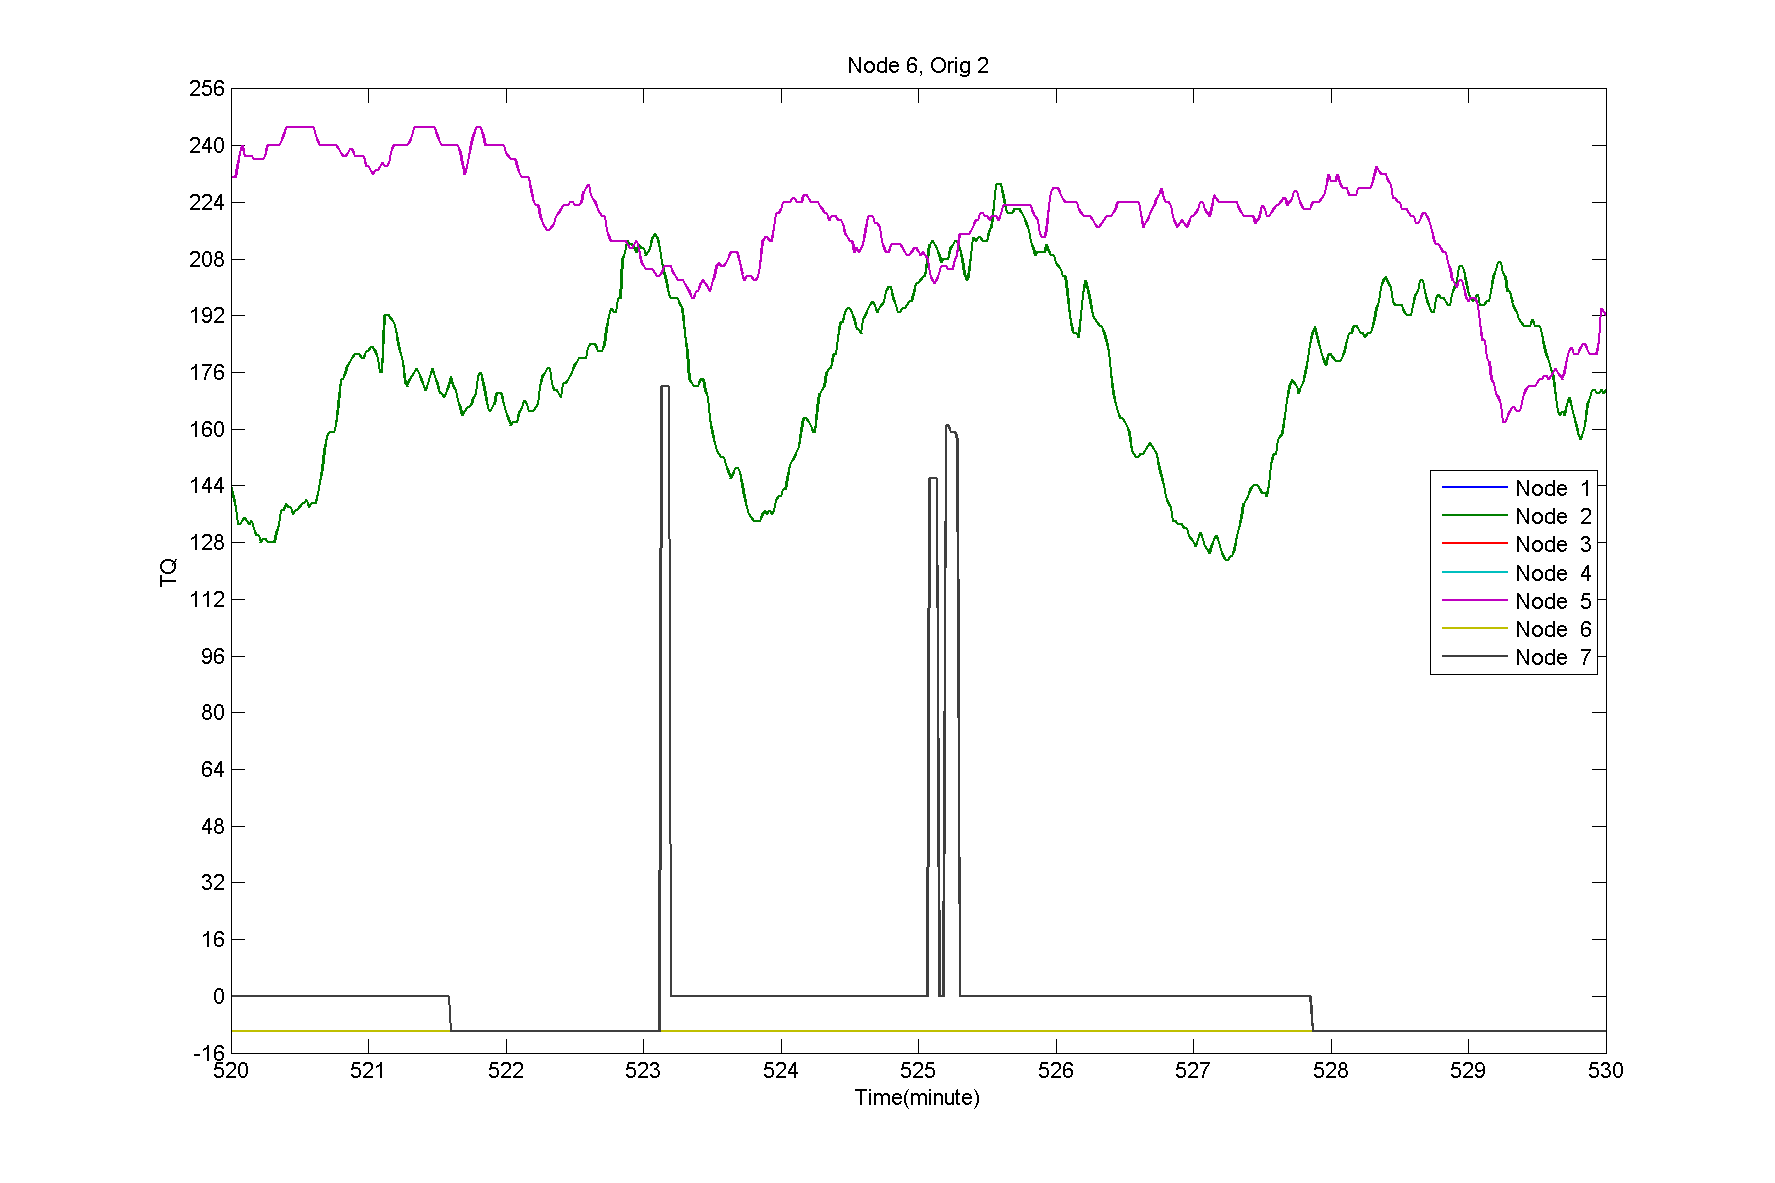 Node 6, Orig 2
256
240
224
208
192
176
160
144
128
112
96
80
64
48
32
16
0
-16
TQ
Node 1
Node 2
Node 3
Node 4
Node 5
Node 6
Node 7
520 521 522 523 524 525 526 527 528 529 530
Time(minute)